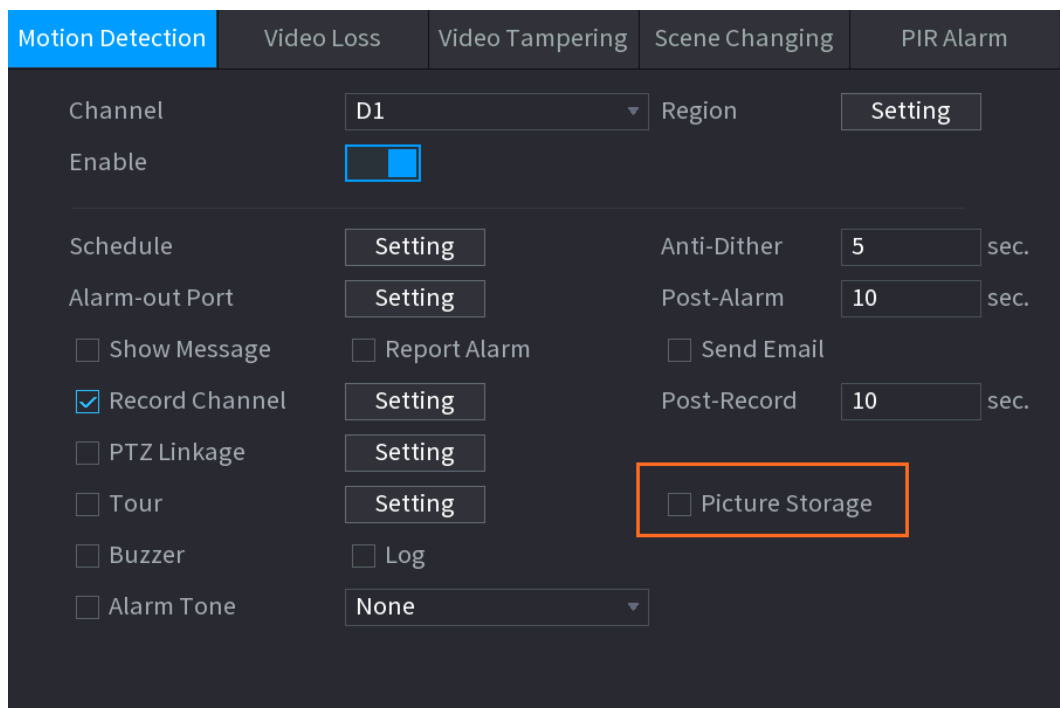 Motion Detection Video Loss Video Tampering Scene Changing PIR Alarm
Channel D1 Region Setting
Enable
Schedule Setting Anti-Dither 5 sec.
Alarm-out Port Setting Post-Alarm 10 sec.
Show Message Report Alarm Send Email
Record Channel Setting Post-Record 10 sec.
PTZ Linkage Setting
Tour Setting Picture Storage
Buzzer Log
Alarm Tone None